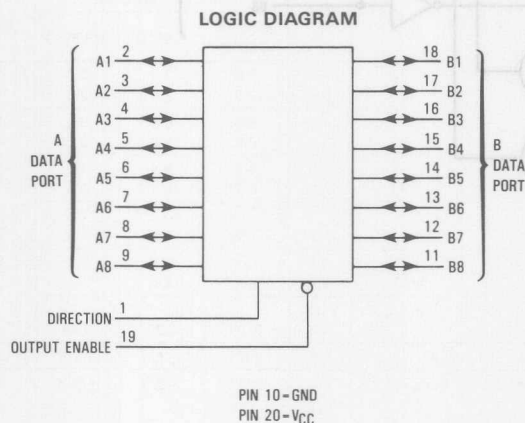 LOGIC DIAGRAM
A1 2 18 B1
A2 3 17 B2
A3 4 16 B3
A4 5 15 B4
A5 6 14 B5
A6 7 13 B6
A7 8 12 B7
A8 9 11 B8
A DATA PORT
B DATA PORT
DIRECTION 1
OUTPUT ENABLE 19
PIN 10=GND
PIN 20=VCC